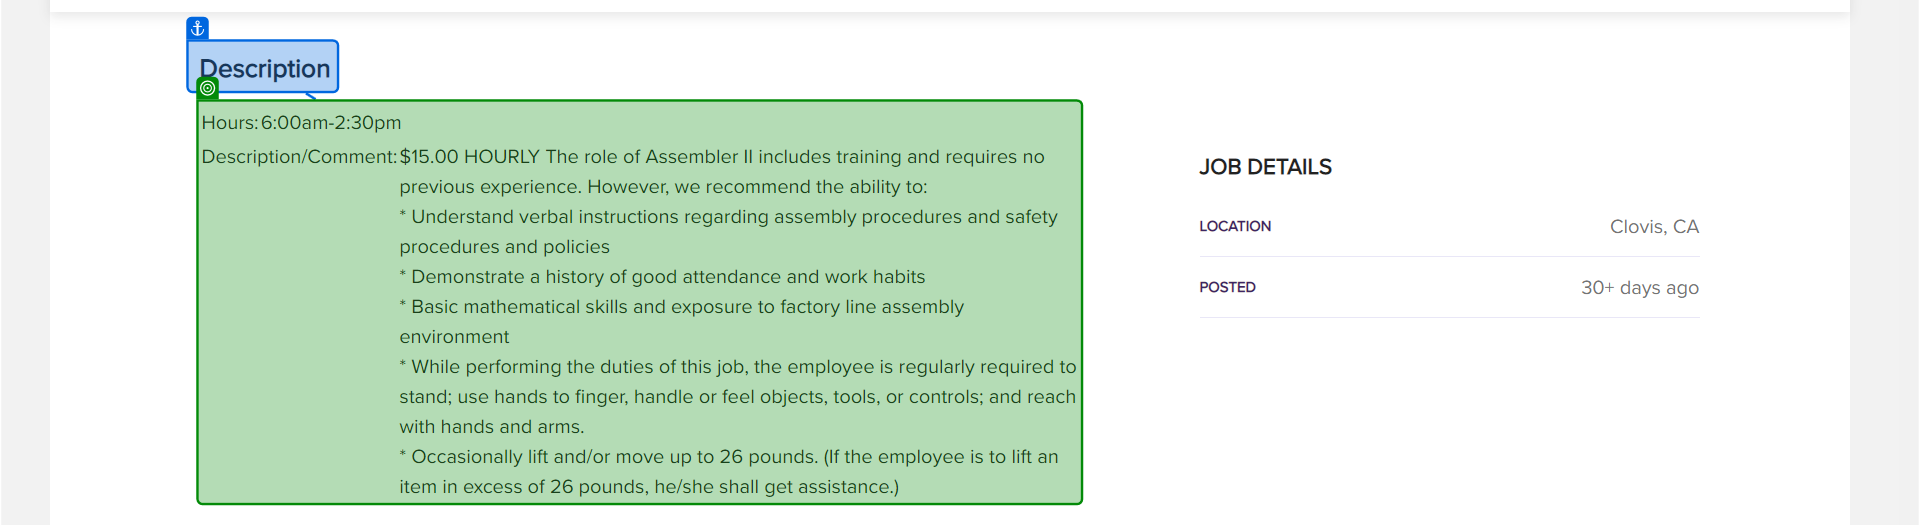 Description
Hours: 6:00am-2:30pm
Description/Comment: $15.00 HOURLY The role of Assembler II includes training and requires no
previous experience. However, we recommend the ability to:
* Understand verbal instructions regarding assembly procedures and safety
procedures and policies
* Demonstrate a history of good attendance and work habits
* Basic mathematical skills and exposure to factory line assembly
environment
* While performing the duties of this job, the employee is regularly required to
stand; use hands to finger, handle or feel objects, tools, or controls; and reach
with hands and arms.
* Occasionally lift and/or move up to 26 pounds. (If the employee is to lift an
item in excess of 26 pounds, he/she shall get assistance.)
JOB DETAILS
LOCATION Clovis, CA
POSTED 30+ days ago